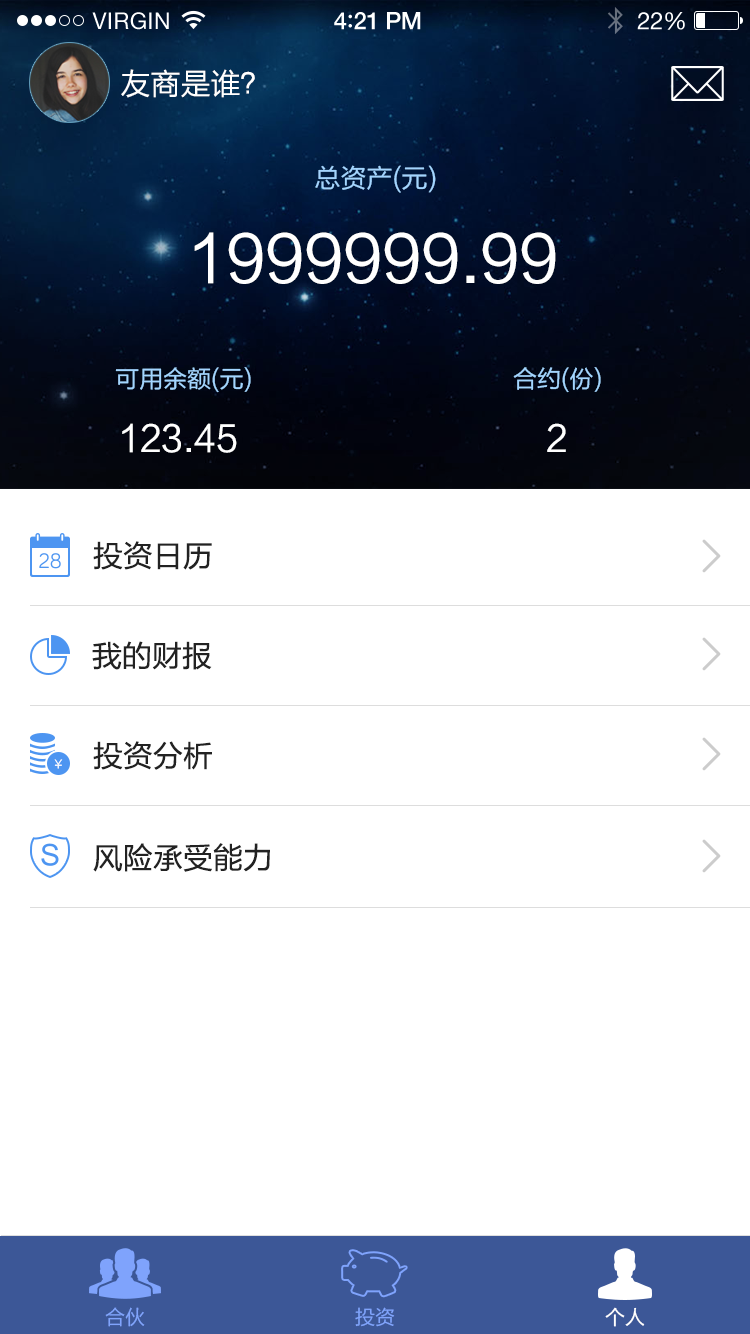 VIRGIN 4:21 PM 22%
友商是谁?
总资产(元)
1999999.99
可用余额(元) 合约(份)
123.45 2
28 投资日历
我的财报
¥ 投资分析
S 风险承受能力
合伙 投资 个人